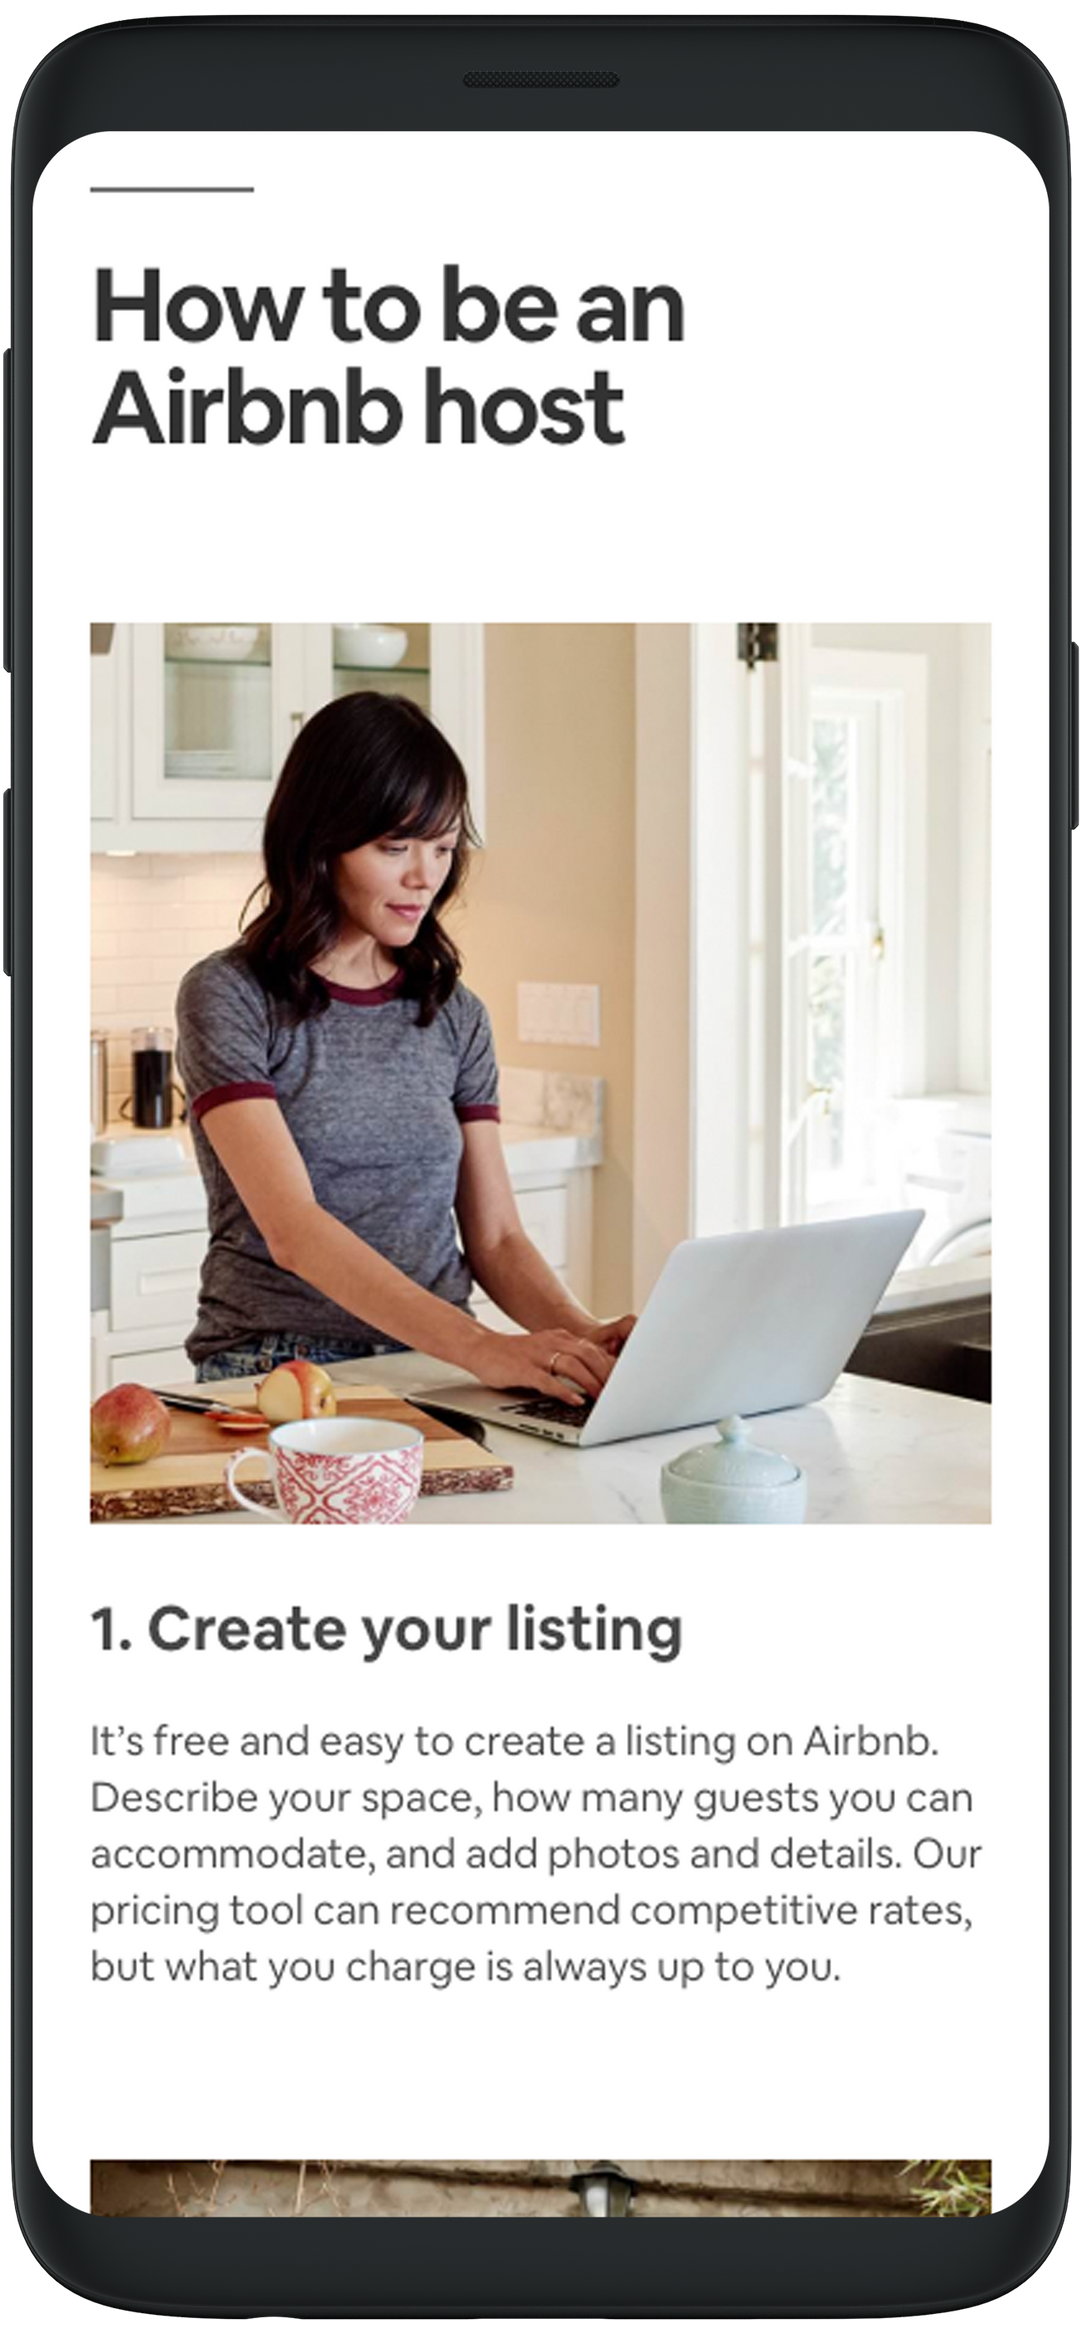 How to be an
Airbnb host
1. Create your listing
It’s free and easy to create a listing on Airbnb.
Describe your space, how many guests you can
accommodate, and add photos and details. Our
pricing tool can recommend competitive rates,
but what you charge is always up to you.